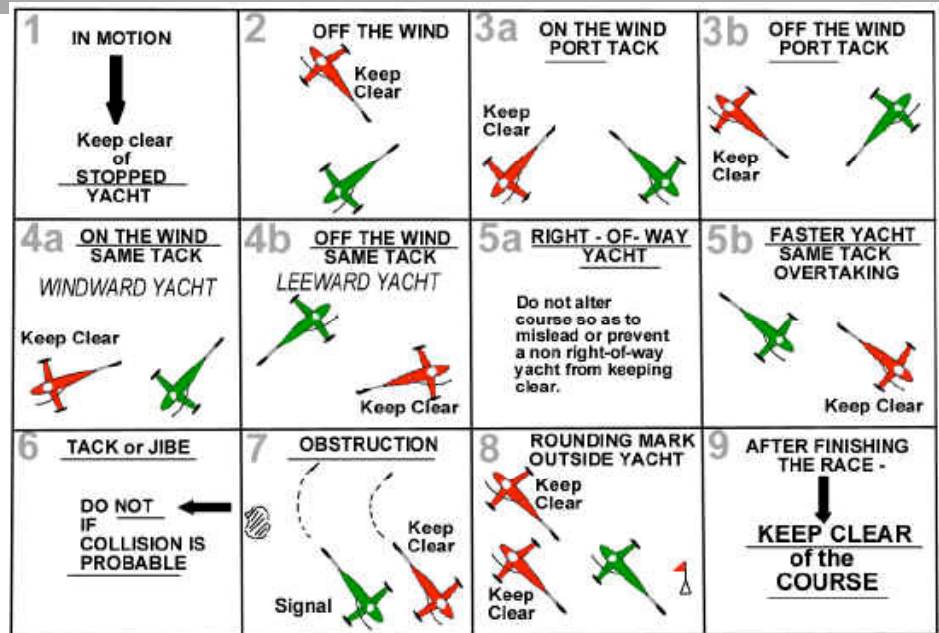 1
IN MOTION
Keep clear
of
STOPPED
YACHT
2
OFF THE WIND
Keep
Clear
3a
ON THE WIND
PORT TACK
Keep
Clear
3b
OFF THE WIND
PORT TACK
Keep
Clear
4a
ON THE WIND
SAME TACK
WINDWARD YACHT
Keep Clear
4b
OFF THE WIND
SAME TACK
LEEWARD YACHT
Keep Clear
5a
RIGHT - OF- WAY
YACHT
Do not alter
course so as to
mislead or prevent
a non right-of-way
yacht from keeping
clear.
5b
FASTER YACHT
SAME TACK
OVERTAKING
Keep Clear
6
TACK or JIBE
DO NOT
IF
COLLISION IS
PROBABLE
7
OBSTRUCTION
Keep
Clear
Signal
8
ROUNDING MARK
OUTSIDE YACHT
Keep
Clear
Keep
Clear
9
AFTER FINISHING
THE RACE -
KEEP CLEAR
of the
COURSE